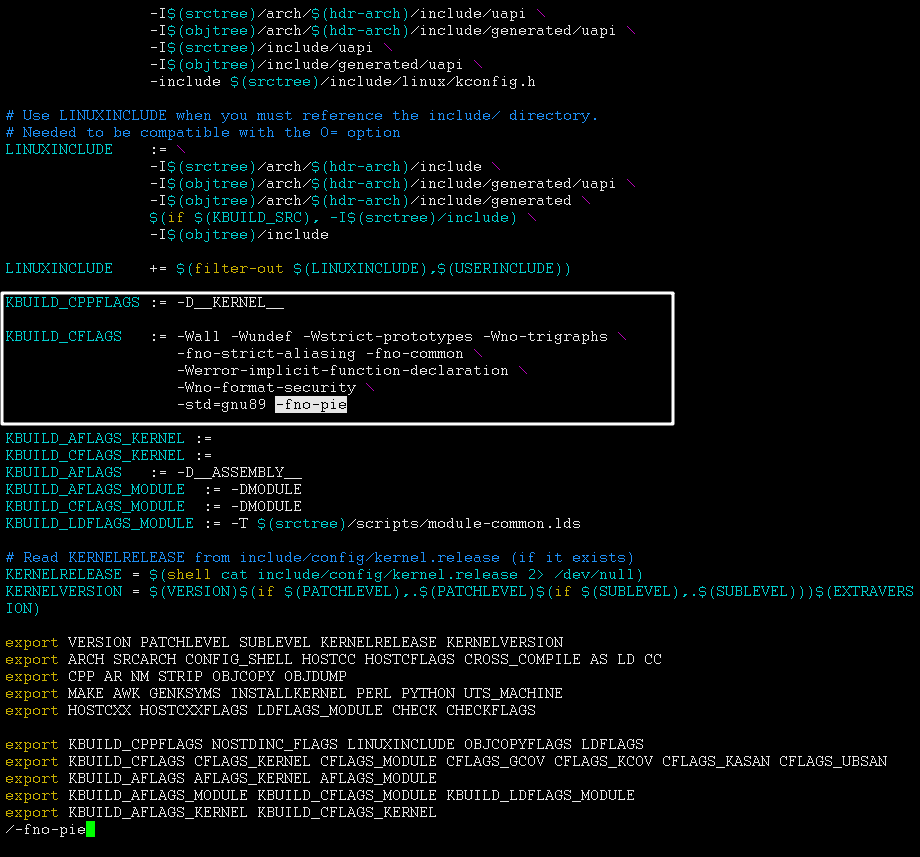 -I$(srctree)/arch/$(hdr-arch)/include/uapi \
-I$(objtree)/arch/$(hdr-arch)/include/generated/uapi \
-I$(srctree)/include/uapi \
-I$(objtree)/include/generated/uapi \
-include $(srctree)/include/linux/kconfig.h
# Use LINUXINCLUDE when you must reference the include/ directory.
# Needed to be compatible with the O= option
LINUXINCLUDE    := \
-I$(srctree)/arch/$(hdr-arch)/include \
-I$(objtree)/arch/$(hdr-arch)/include/generated/uapi \
-I$(objtree)/arch/$(hdr-arch)/include/generated \
$(if $(KBUILD_SRC), -I$(srctree)/include) \
-I$(objtree)/include
LINUXINCLUDE    += $(filter-out $(LINUXINCLUDE),$(USERINCLUDE))
KBUILD_CPPFLAGS := -D__KERNEL__
KBUILD_CFLAGS   := -Wall -Wundef -Wstrict-prototypes -Wno-trigraphs \
-fno-strict-aliasing -fno-common \
-Werror-implicit-function-declaration \
-Wno-format-security \
-std=gnu89 -fno-pie
KBUILD_AFLAGS_KERNEL :=
KBUILD_CFLAGS_KERNEL :=
KBUILD_AFLAGS   := -D__ASSEMBLY__
KBUILD_AFLAGS_MODULE  := -DMODULE
KBUILD_CFLAGS_MODULE  := -DMODULE
KBUILD_LDFLAGS_MODULE := -T $(srctree)/scripts/module-common.lds
# Read KERNELRELEASE from include/config/kernel.release (if it exists)
KERNELRELEASE = $(shell cat include/config/kernel.release 2> /dev/null)
KERNELVERSION = $(VERSION)$(if $(PATCHLEVEL),.$(PATCHLEVEL)$(if $(SUBLEVEL),.$(SUBLEVEL)))$(EXTRAVERS
ION)
export VERSION PATCHLEVEL SUBLEVEL KERNELRELEASE KERNELVERSION
export ARCH SRCARCH CONFIG_SHELL HOSTCC HOSTCFLAGS CROSS_COMPILE AS LD CC
export CPP AR NM STRIP OBJCOPY OBJDUMP
export MAKE AWK GENKSYMS INSTALLKERNEL PERL PYTHON UTS_MACHINE
export HOSTCXX HOSTCXXFLAGS LDFLAGS_MODULE CHECK CHECKFLAGS
export KBUILD_CPPFLAGS NOSTDINC_FLAGS LINUXINCLUDE OBJCOPYFLAGS LDFLAGS
export KBUILD_CFLAGS CFLAGS_KERNEL CFLAGS_MODULE CFLAGS_GCOV CFLAGS_KCOV CFLAGS_KASAN CFLAGS_UBSAN
export KBUILD_AFLAGS AFLAGS_KERNEL AFLAGS_MODULE
export KBUILD_AFLAGS_MODULE KBUILD_CFLAGS_MODULE KBUILD_LDFLAGS_MODULE
export KBUILD_AFLAGS_KERNEL KBUILD_CFLAGS_KERNEL
/-fno-pie